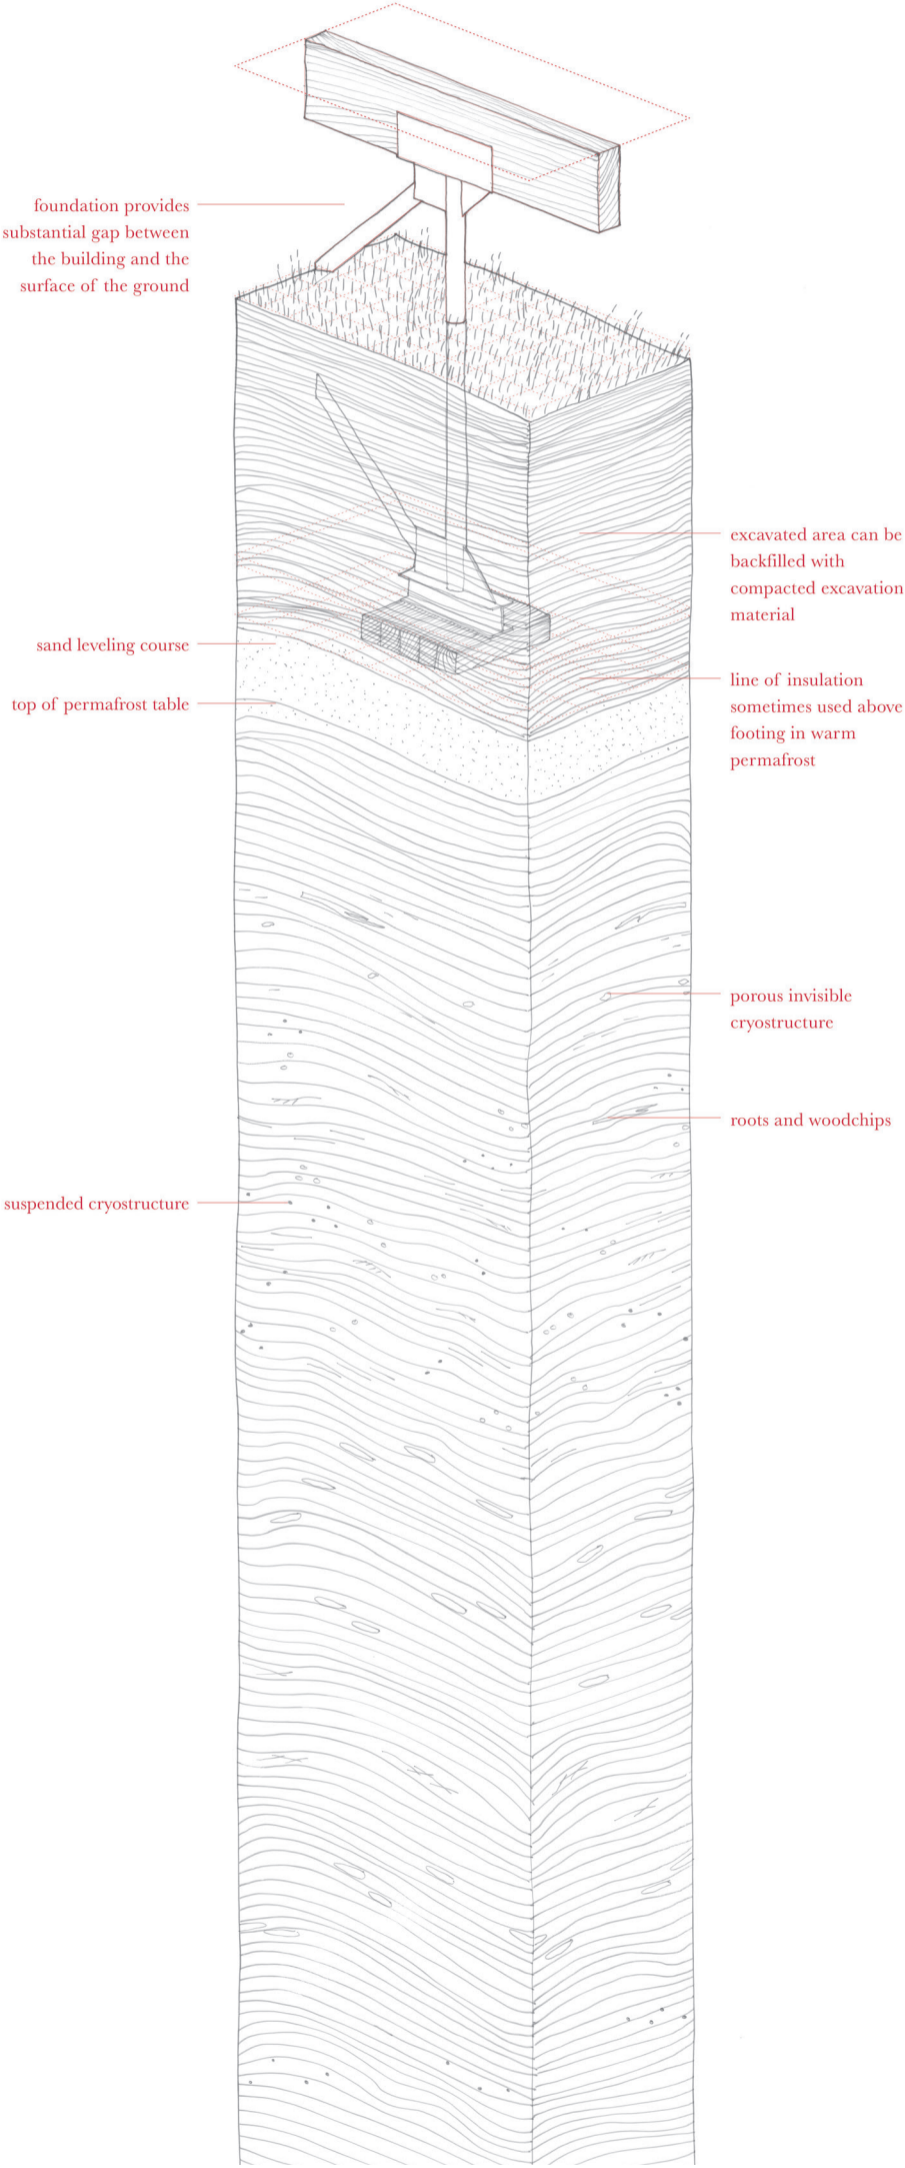 foundation provides
substantial gap between
the building and the
surface of the ground
excavated area can be
backfilled with
compacted excavation
material
sand leveling course
line of insulation
sometimes used above
footing in warm
permafrost
top of permafrost table
porous invisible
cryostructure
roots and woodchips
suspended cryostructure